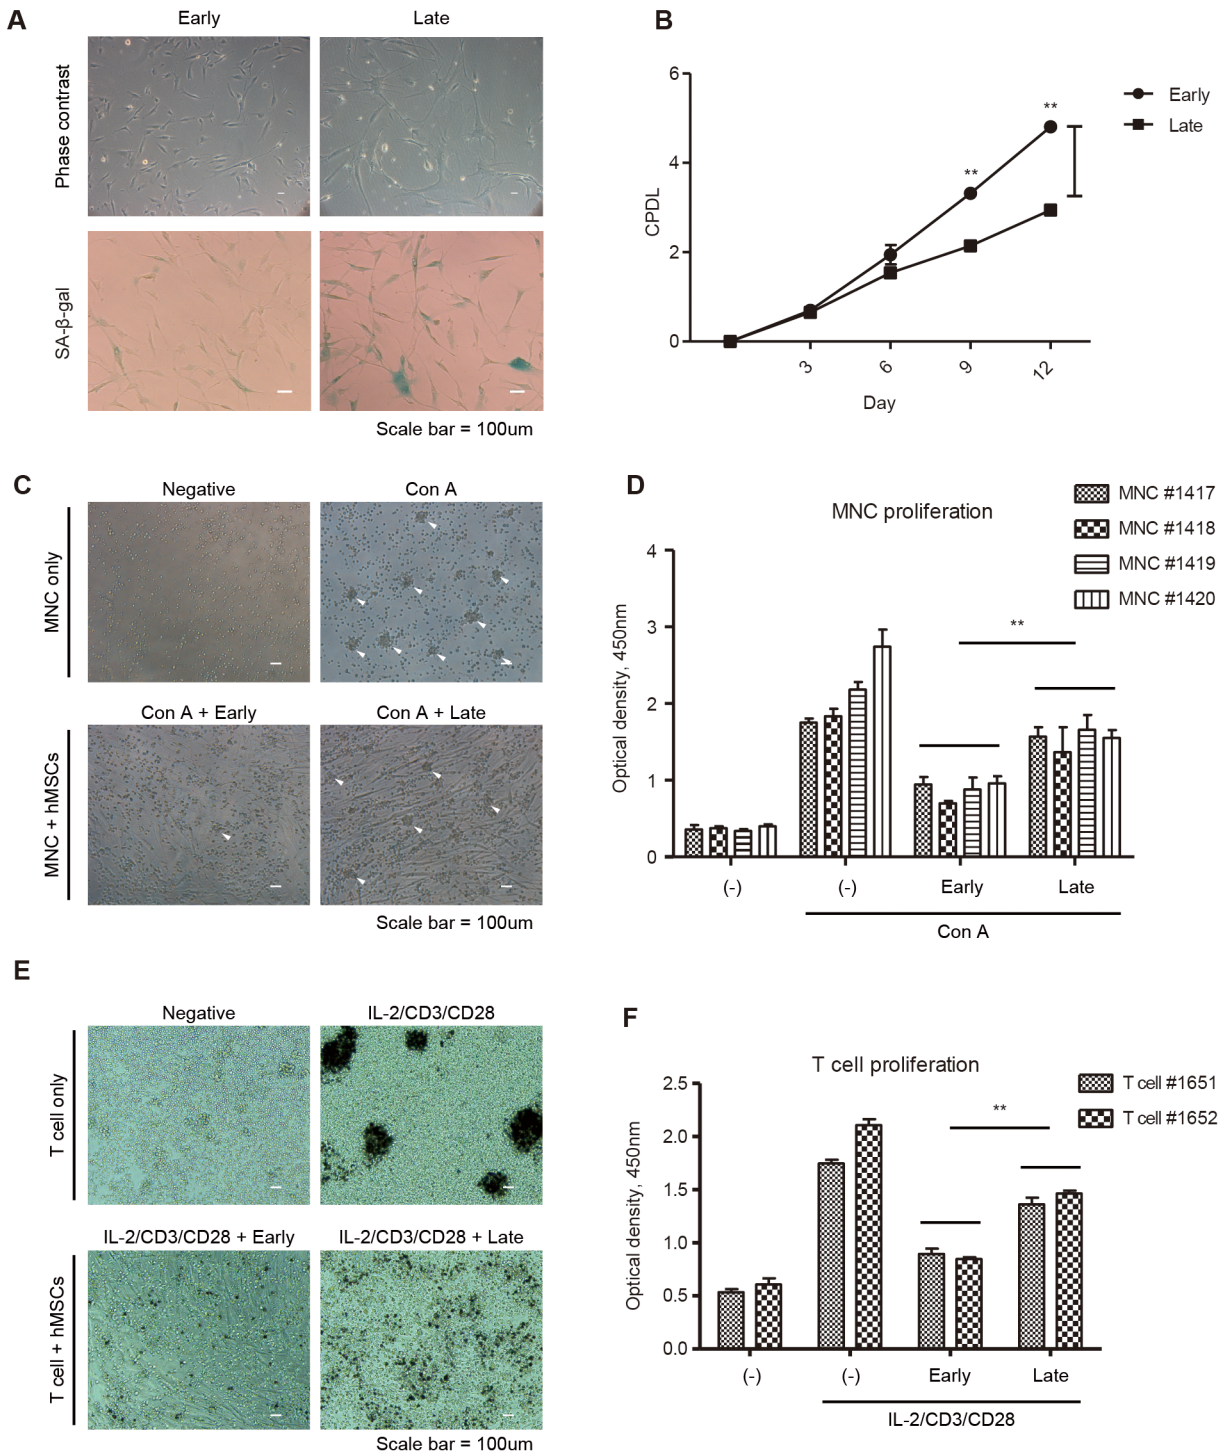 A
Early
Late
Phase contrast
SA-β-gal
Scale bar = 100um
B
6
4
2
0
CPDL
3
6
9
12
Day
**
**
Early
Late
C
Negative
Con A
MNC only
Con A + Early
Con A + Late
MNC + hMSCs
Scale bar = 100um
D
MNC proliferation
MNC #1417
MNC #1418
MNC #1419
MNC #1420
Optical density, 450nm
4
3
2
1
0
**
(-)
(-)
Early
Late
Con A
E
Negative
IL-2/CD3/CD28
T cell only
IL-2/CD3/CD28 + Early
IL-2/CD3/CD28 + Late
T cell + hMSCs
Scale bar = 100um
F
T cell proliferation
T cell #1651
T cell #1652
Optical density, 450nm
2.5
2.0
1.5
1.0
0.5
0.0
**
(-)
(-)
Early
Late
IL-2/CD3/CD28